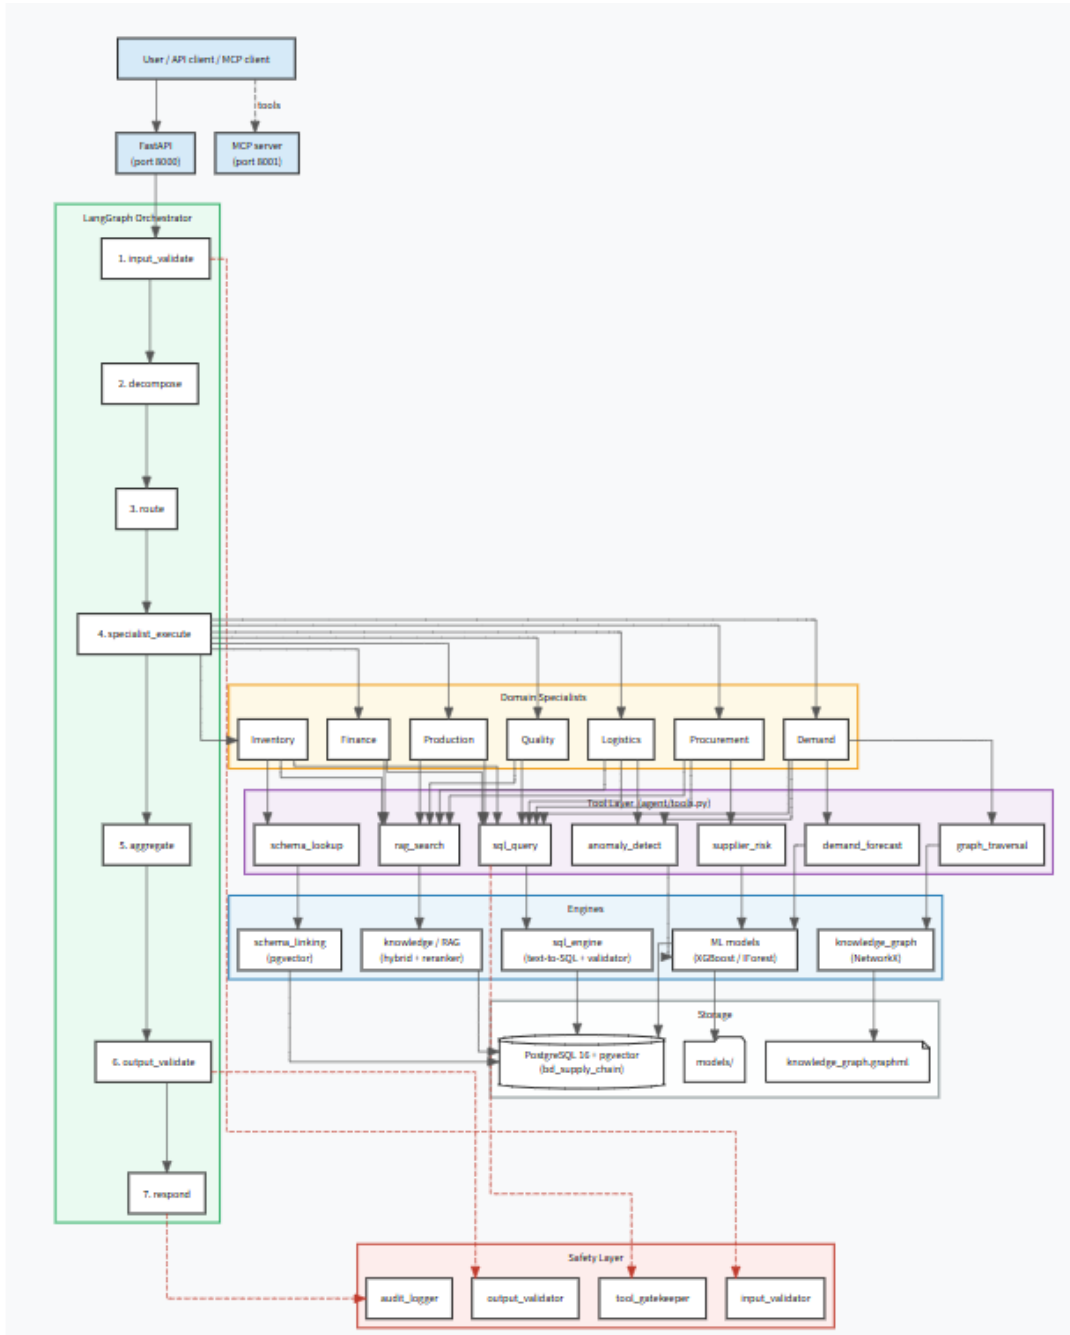 User / API client / MCP client
tools
FastAPI
(port 8000)
MCP server
(port 8001)
LangGraph Orchestrator
1. input_validate
2. decompose
3. route
4. specialist_execute
Domain Specialists
Inventory
Finance
Production
Quality
Logistics
Procurement
Demand
Tool Layer (agent/tools.py)
schema_lookup
rag_search
sql_query
anomaly_detect
supplier_risk
demand_forecast
graph_traversal
5. aggregate
Engines
schema_linking
(pgvector)
knowledge / RAG
(hybrid + reranker)
sql_engine
(text-to-SQL + validator)
ML models
(XGBoost / IForest)
knowledge_graph
(NetworkX)
Storage
PostgreSQL 16 + pgvector
(bd_supply_chain)
models/
knowledge_graph.graphml
6. output_validate
7. respond
Safety Layer
audit_logger
output_validator
tool_gatekeeper
input_validator